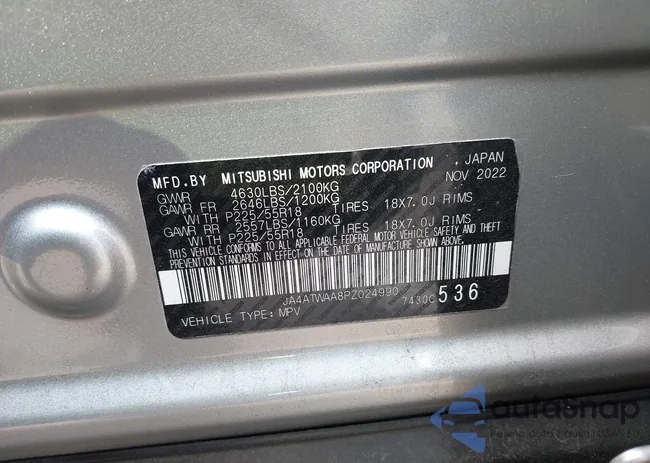 MFD.BY MITSUBISHI MOTORS CORPORATION , JAPAN
GVWR 4630LBS/2100KG NOV 2022
GAWR FR 2646LBS/1200KG
WITH P225/55R18 TIRES 18X7.0J RIMS
GAWR RR 2557LBS/1160KG
WITH P225/55R18 TIRES 18X7.0J RIMS
THIS VEHICLE CONFORMS TO ALL APPLICABLE FEDERAL MOTOR VEHICLE SAFETY AND THEFT
PREVENTION STANDARDS IN EFFECT ON THE DATE OF MANUFACTURE SHOWN ABOVE.
JA4ATWAA8PZ024990
7430C 536
VEHICLE TYPE: MPV
autosnap